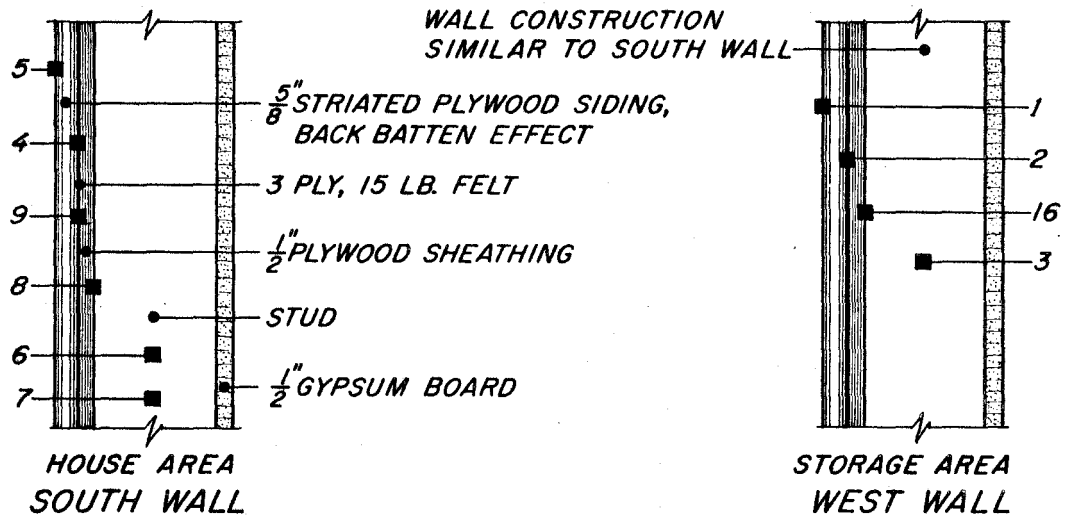 5
5/8" STRIATED PLYWOOD SIDING,
BACK BATTEN EFFECT
4
3 PLY, 15 LB. FELT
9
1/2" PLYWOOD SHEATHING
8
STUD
6
1/2" GYPSUM BOARD
7
HOUSE AREA
SOUTH WALL
WALL CONSTRUCTION
SIMILAR TO SOUTH WALL
1
2
16
3
STORAGE AREA
WEST WALL